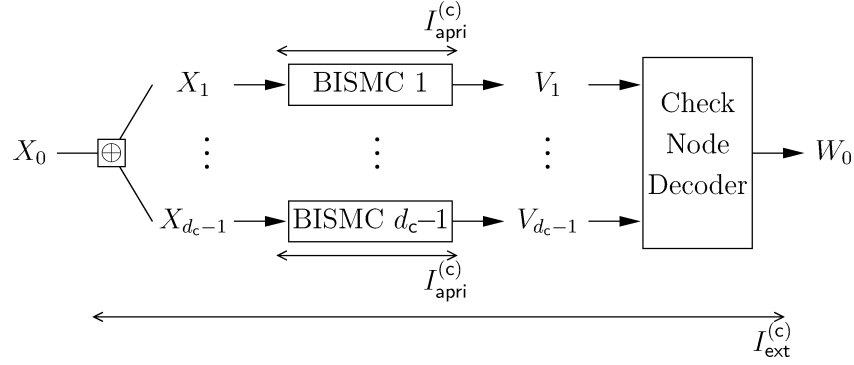 I_apri^(c)
X_1 BISMC 1 V_1
X_0 ⊕ ⋮ ⋮ ⋮ Check Node Decoder W_0
X_{d_c−1} BISMC d_c−1 V_{d_c−1}
I_apri^(c)
I_ext^(c)